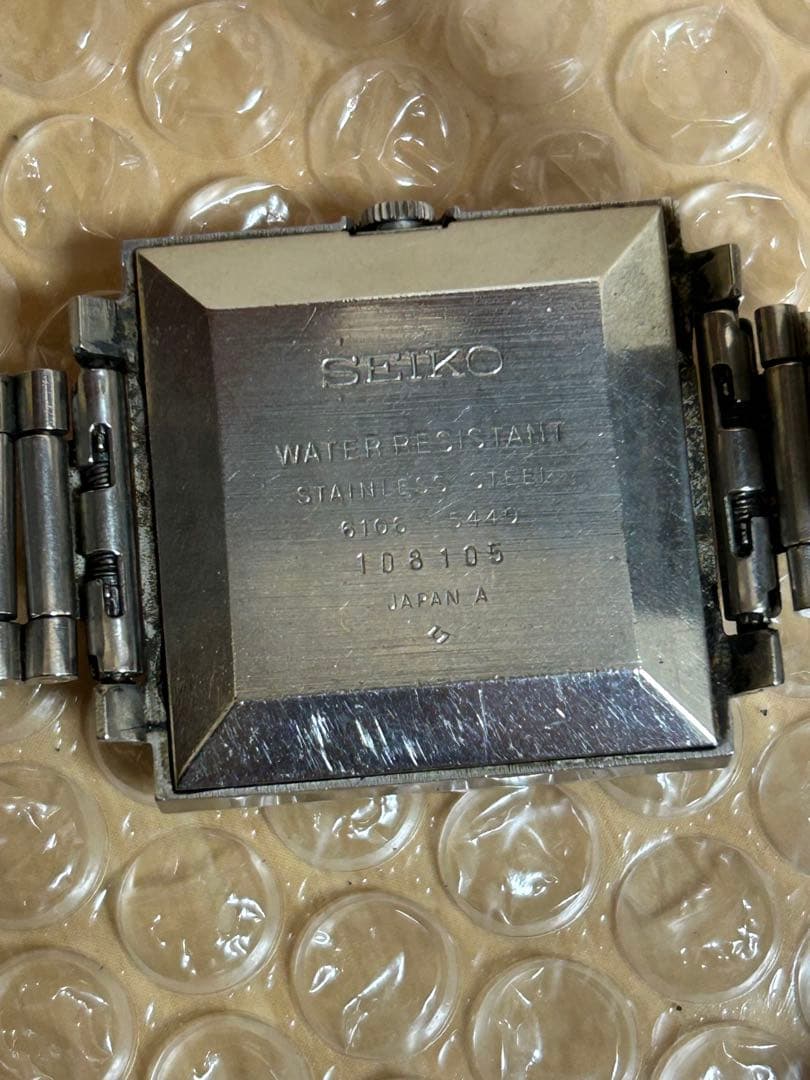 SEIKO
WATER RESISTANT
STAINLESS STEEL
6106 5449
108105
JAPAN A